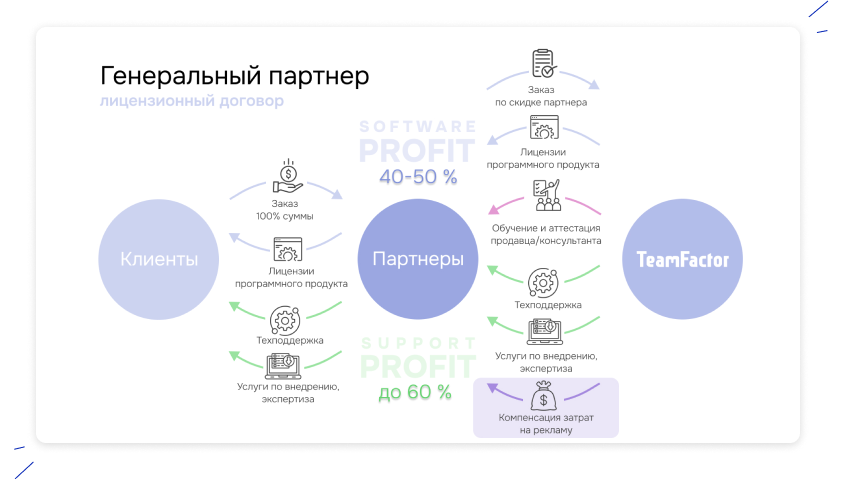 Генеральный партнер
лицензионный договор
Заказ
100% суммы
Лицензии
программного продукта
Техподдержка
Услуги по внедрению,
экспертиза
Клиенты
SOFTWARE
PROFIT
40-50 %
Партнеры
SUPPORT
PROFIT
до 60 %
Заказ
по скидке партнера
Лицензии
программного продукта
Обучение и аттестация
продавца/консультанта
Техподдержка
Услуги по внедрению,
экспертиза
Компенсация затрат
на рекламу
TeamFactor